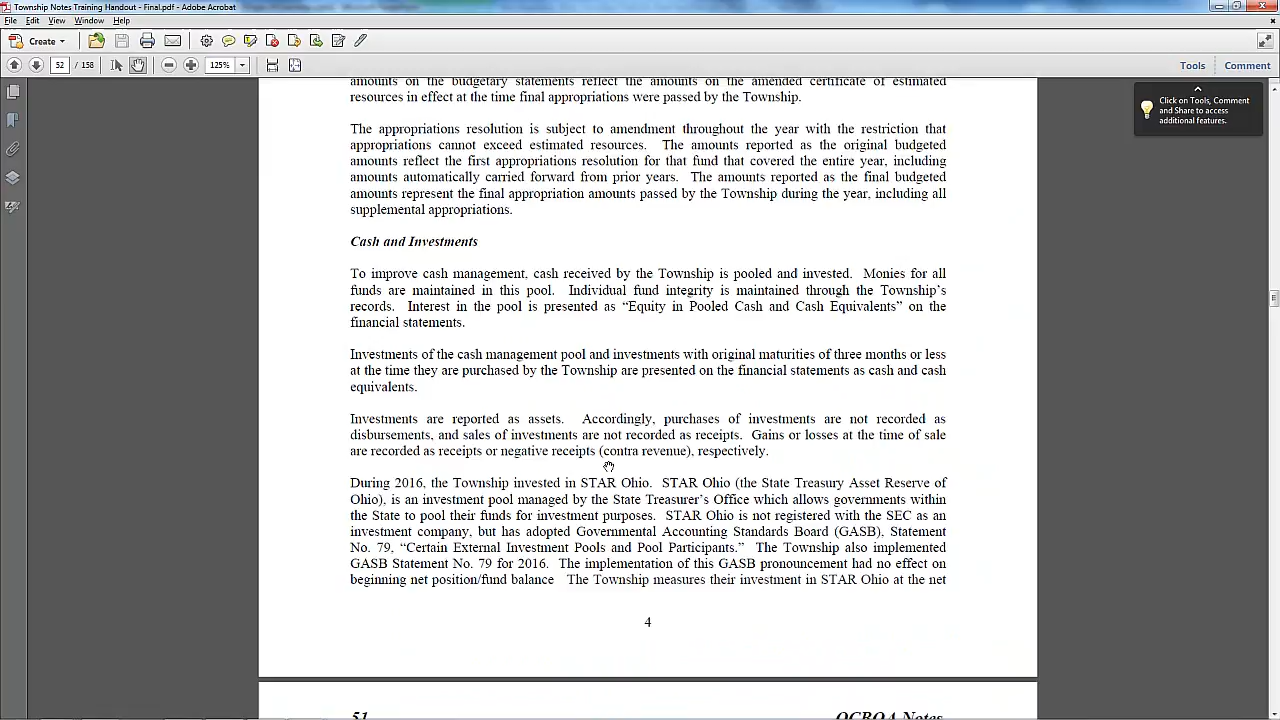 Township Notes Training Handout - Final.pdf - Adobe Acrobat
File Edit View Window Help
Create
52 / 158 125% Tools Comment
Click on Tools, Comment
and Share to access
additional features.
amounts on the budgetary statements reflect the amounts on the amended certificate of estimated
resources in effect at the time final appropriations were passed by the Township.
The appropriations resolution is subject to amendment throughout the year with the restriction that
appropriations cannot exceed estimated resources. The amounts reported as the original budgeted
amounts reflect the first appropriations resolution for that fund that covered the entire year, including
amounts automatically carried forward from prior years. The amounts reported as the final budgeted
amounts represent the final appropriation amounts passed by the Township during the year, including all
supplemental appropriations.
Cash and Investments
To improve cash management, cash received by the Township is pooled and invested. Monies for all
funds are maintained in this pool. Individual fund integrity is maintained through the Township's
records. Interest in the pool is presented as “Equity in Pooled Cash and Cash Equivalents” on the
financial statements.
Investments of the cash management pool and investments with original maturities of three months or less
at the time they are purchased by the Township are presented on the financial statements as cash and cash
equivalents.
Investments are reported as assets. Accordingly, purchases of investments are not recorded as
disbursements, and sales of investments are not recorded as receipts. Gains or losses at the time of sale
are recorded as receipts or negative receipts (contra revenue), respectively.
During 2016, the Township invested in STAR Ohio. STAR Ohio (the State Treasury Asset Reserve of
Ohio), is an investment pool managed by the State Treasurer's Office which allows governments within
the State to pool their funds for investment purposes. STAR Ohio is not registered with the SEC as an
investment company, but has adopted Governmental Accounting Standards Board (GASB), Statement
No. 79, “Certain External Investment Pools and Pool Participants.” The Township also implemented
GASB Statement No. 79 for 2016. The implementation of this GASB pronouncement had no effect on
beginning net position/fund balance The Township measures their investment in STAR Ohio at the net
4
51 OCBOA Notes